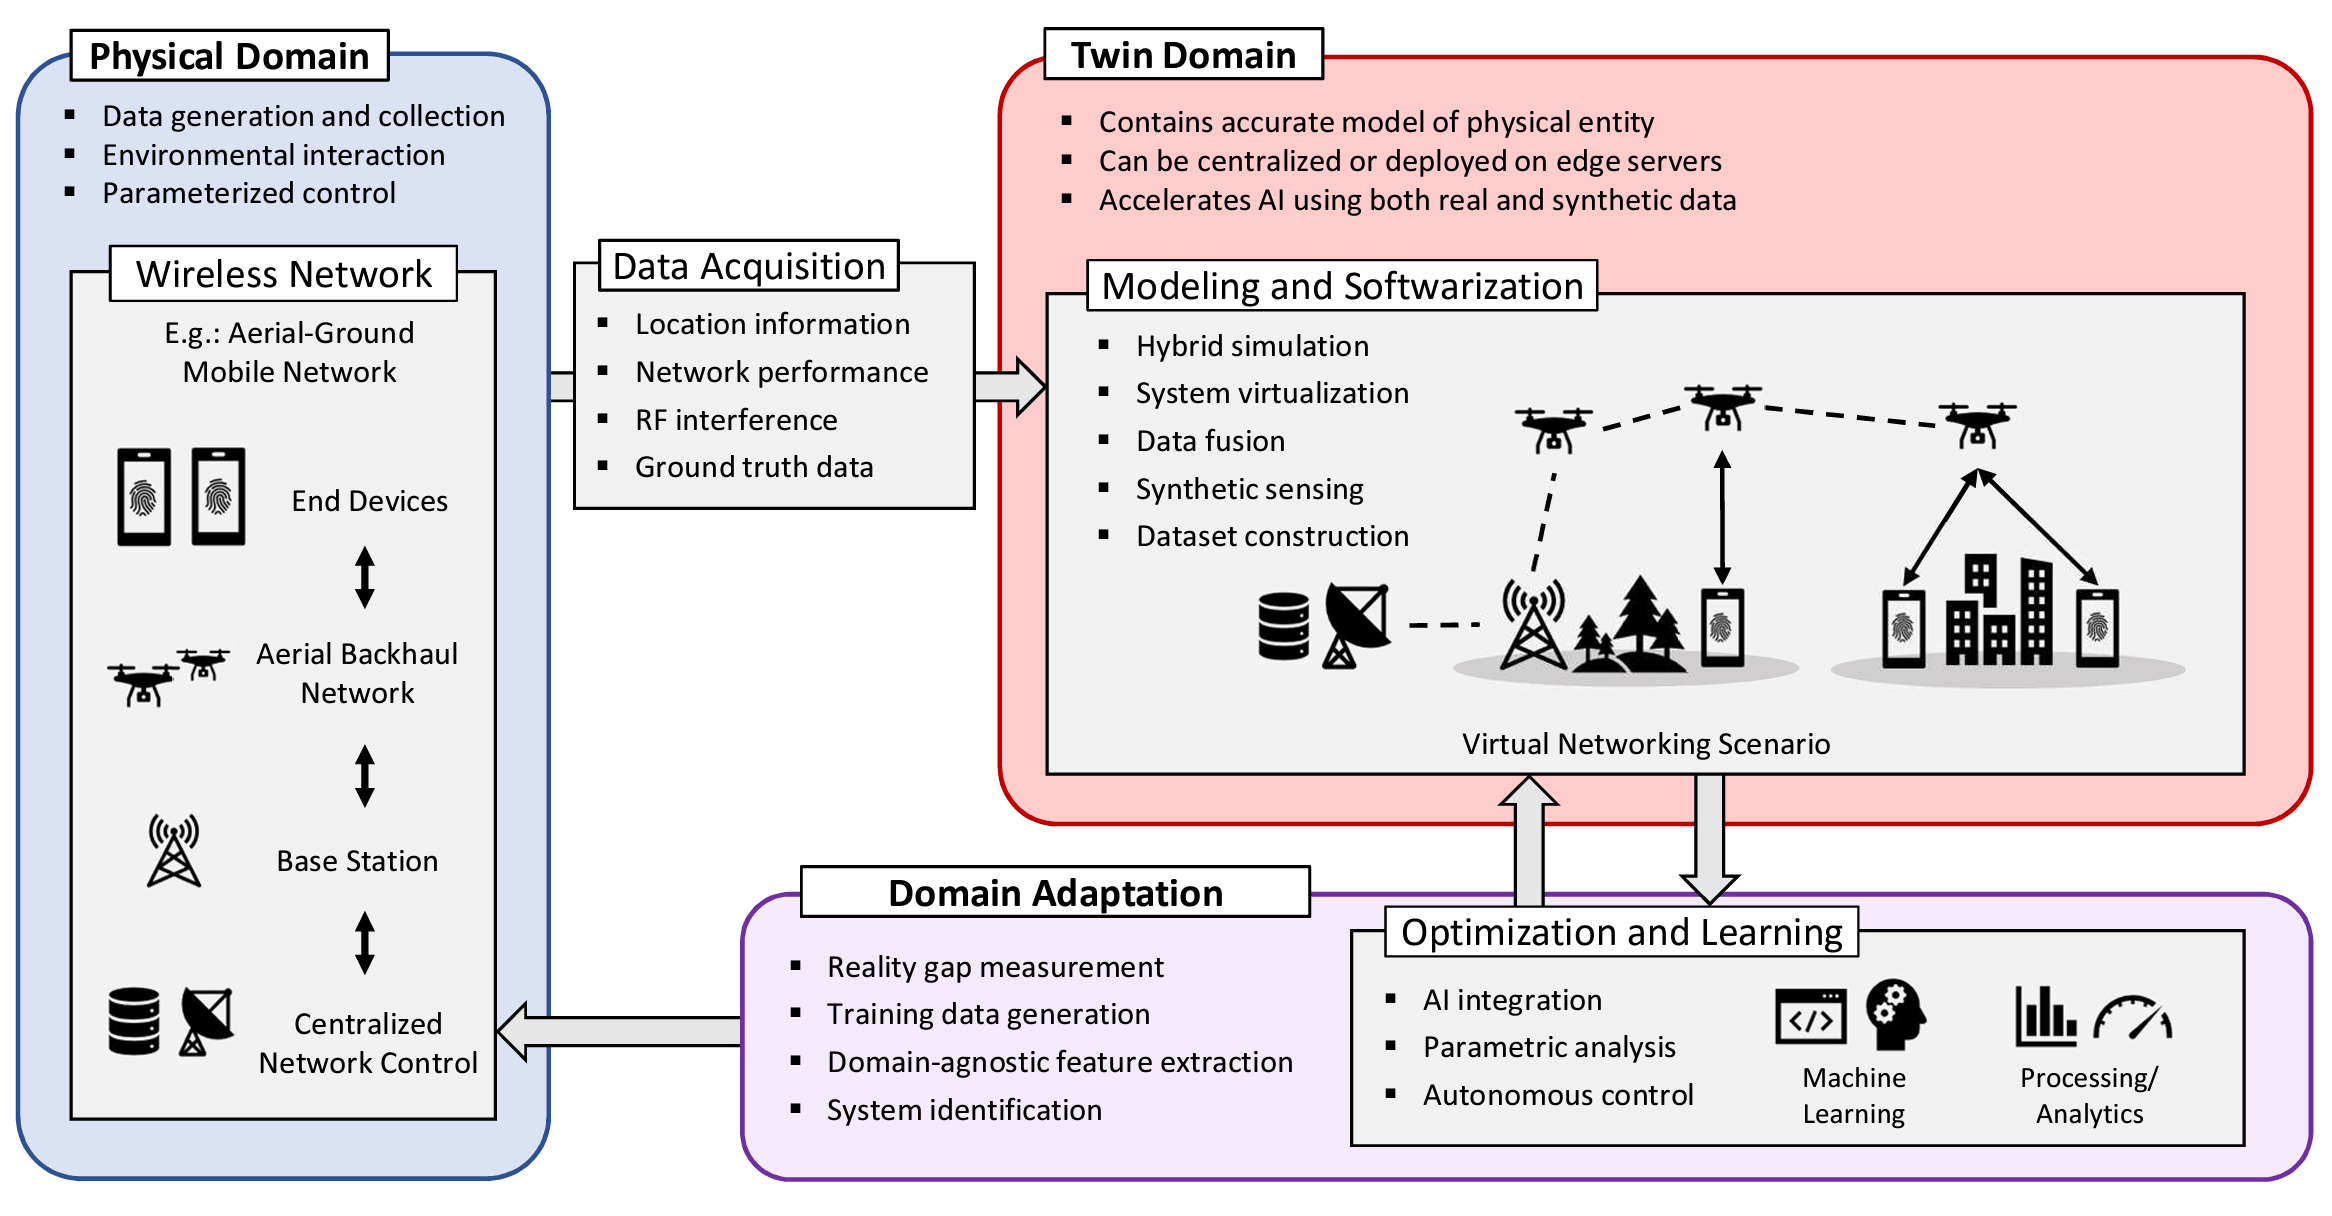 Physical Domain
▪ Data generation and collection
▪ Environmental interaction
▪ Parameterized control
Wireless Network
E.g.: Aerial-Ground
Mobile Network
End Devices
Aerial Backhaul
Network
Base Station
Centralized
Network Control
Data Acquisition
▪ Location information
▪ Network performance
▪ RF interference
▪ Ground truth data
Twin Domain
▪ Contains accurate model of physical entity
▪ Can be centralized or deployed on edge servers
▪ Accelerates AI using both real and synthetic data
Modeling and Softwarization
▪ Hybrid simulation
▪ System virtualization
▪ Data fusion
▪ Synthetic sensing
▪ Dataset construction
Virtual Networking Scenario
Domain Adaptation
▪ Reality gap measurement
▪ Training data generation
▪ Domain-agnostic feature extraction
▪ System identification
Optimization and Learning
▪ AI integration
▪ Parametric analysis
▪ Autonomous control
</>
Machine
Learning
Processing/
Analytics